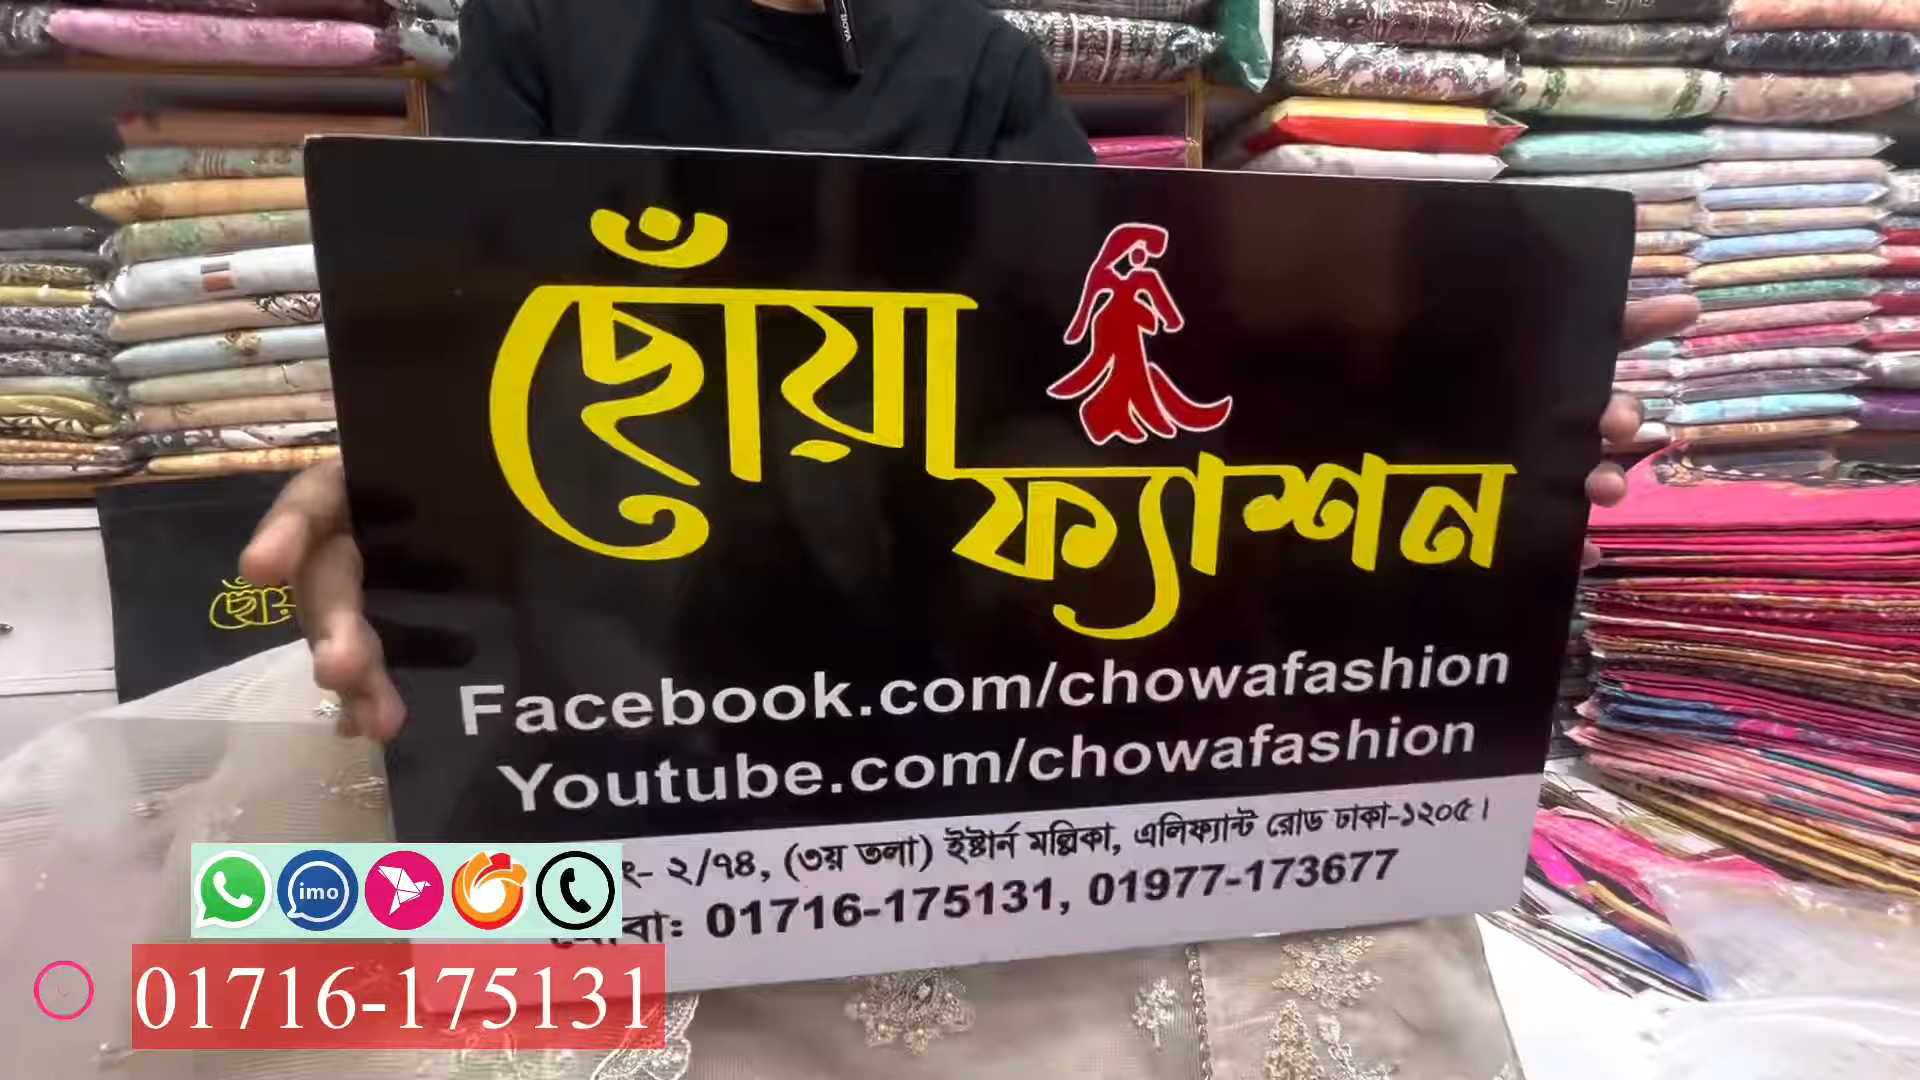 ছোঁয়া
ফ্যাশন
ছোঁয়
Facebook.com/chowafashion
Youtube.com/chowafashion
২/৭৪, (৩য় তলা) ইষ্টার্ন মল্লিকা, এলিফ্যান্ট রোড ঢাকা-১২০৫।
01716-175131, 01977-173677
imo
01716-175131